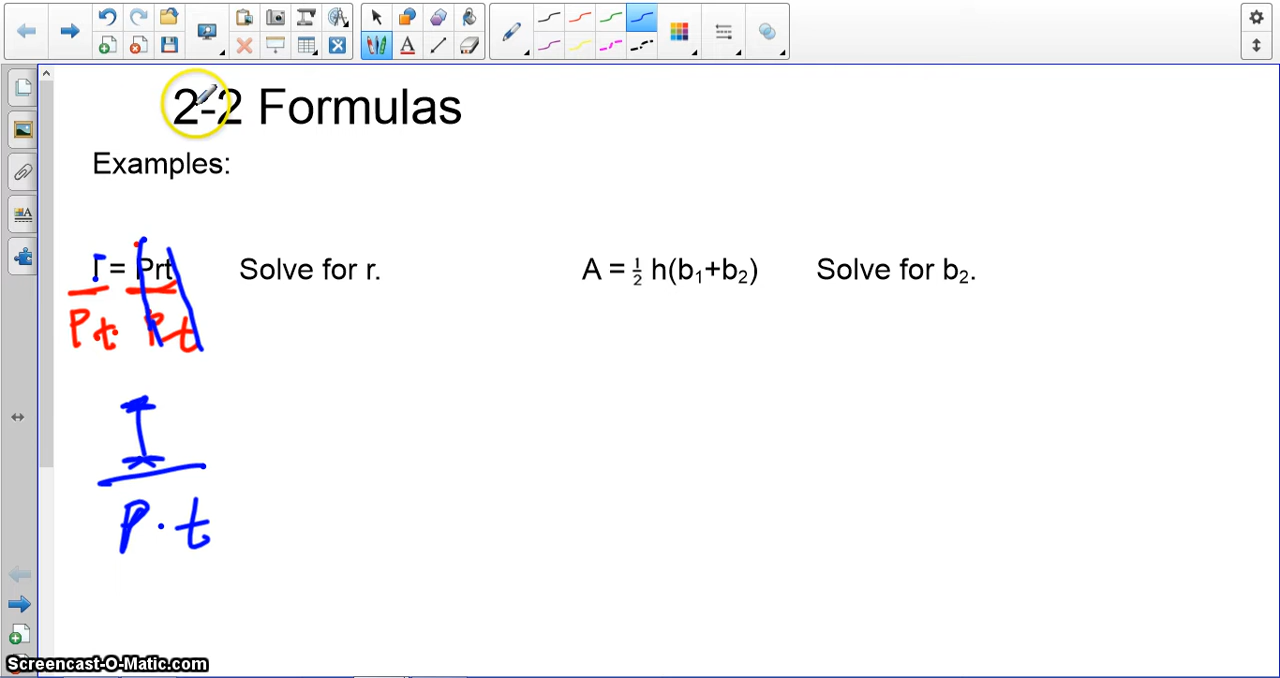 2-2 Formulas
Examples:
I = Prt Solve for r. A = ½ h(b₁+b₂) Solve for b₂.
Pt Pt
I
P · t
Screencast-O-Matic.com